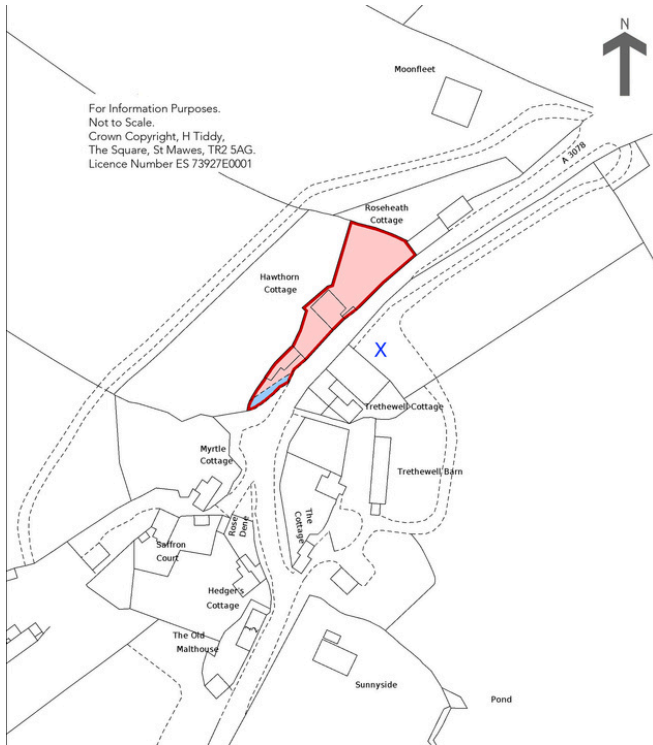 N
Moonfleet
For Information Purposes.
Not to Scale.
Crown Copyright, H Tiddy,
The Square, St Mawes, TR2 5AG.
Licence Number ES 73927E0001
A 3078
Roseheath
Cottage
Hawthorn
Cottage
X
Trethewell Cottage
Myrtle
Cottage
Trethewell Barn
The
Cottage
Rose
Dene
Saffron
Court
Hedger's
Cottage
The Old
Malthouse
Sunnyside
Pond